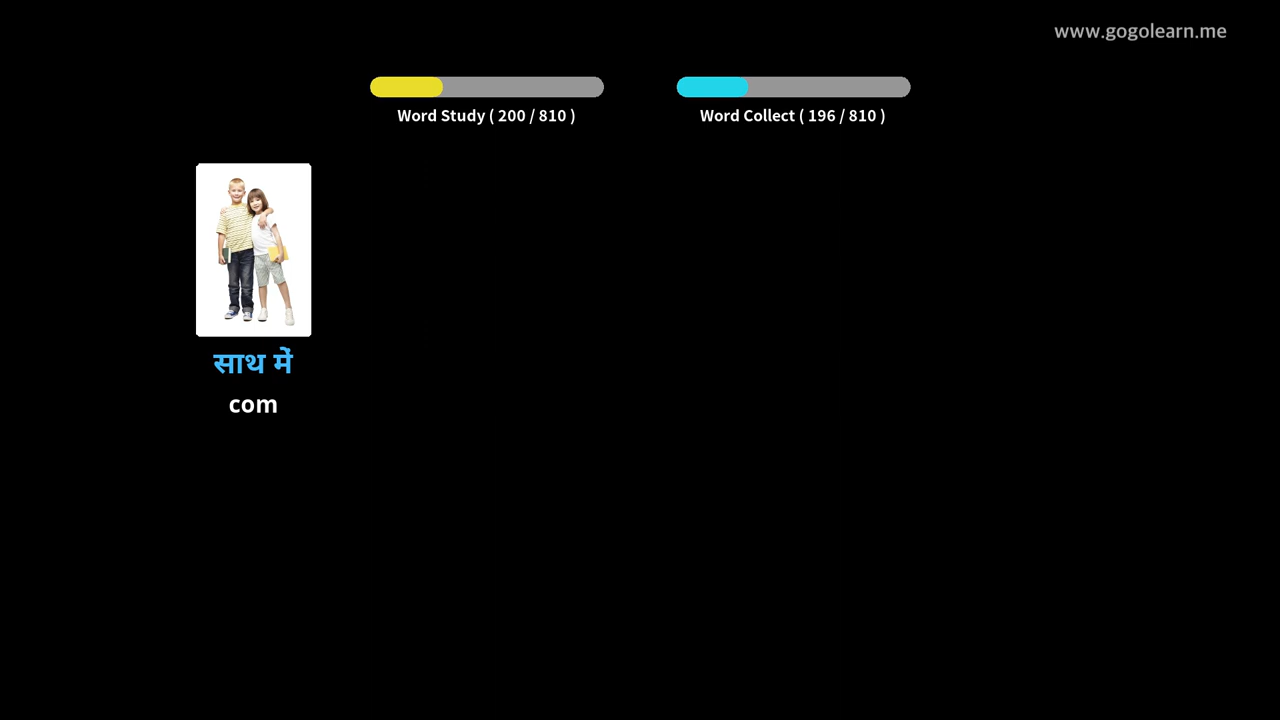 www.gogolearn.me
Word Study ( 200 / 810 )
Word Collect ( 196 / 810 )
साथ में
com